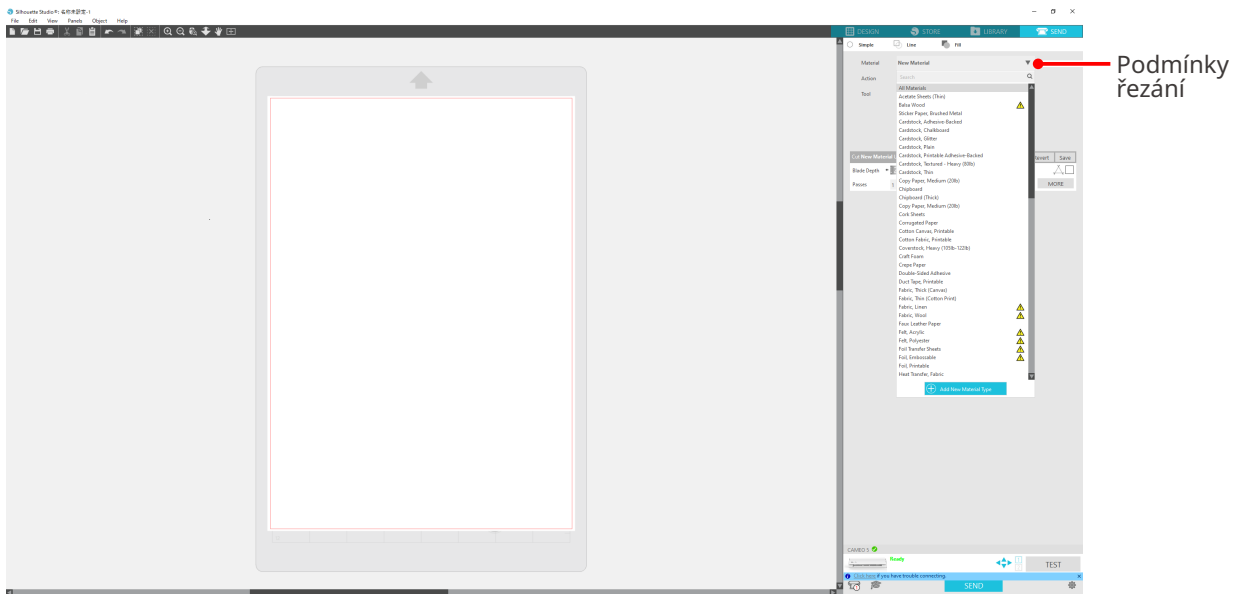 Silhouette Studio®: 名称未設定-1
File Edit View Panels Object Help
DESIGN STORE LIBRARY SEND
Simple Line Fill
Material New Material
Podmínky
řezání
Action Search
All Materials
Tool
Acetate Sheets (Thin)
Balsa Wood
Sticker Paper, Brushed Metal
Cardstock, Adhesive-Backed
Cardstock, Chalkboard
Cardstock, Glitter
Cardstock, Plain
Cut New Material Cardstock, Printable Adhesive-Backed Revert Save
Cardstock, Textured - Heavy (80lb)
Blade Depth Cardstock, Thin
Copy Paper, Medium (20lb)
Passes Chipboard MORE
Chipboard (Thick)
Copy Paper, Medium (20lb)
Cork Sheets
Corrugated Paper
Cotton Canvas, Printable
Cotton Fabric, Printable
Coverstock, Heavy (105lb-122lb)
Craft Foam
Crepe Paper
Double-Sided Adhesive
Duct Tape, Printable
Fabric, Thick (Canvas)
Fabric, Thin (Cotton Print)
Fabric, Linen
Fabric, Wool
Faux Leather Paper
Felt, Acrylic
Felt, Polyester
Foil Transfer Sheets
Foil, Embossable
Foil, Printable
Heat Transfer, Fabric
Add New Material Type
CAMEO 5
Ready
TEST
Click here if you have trouble connecting.
SEND